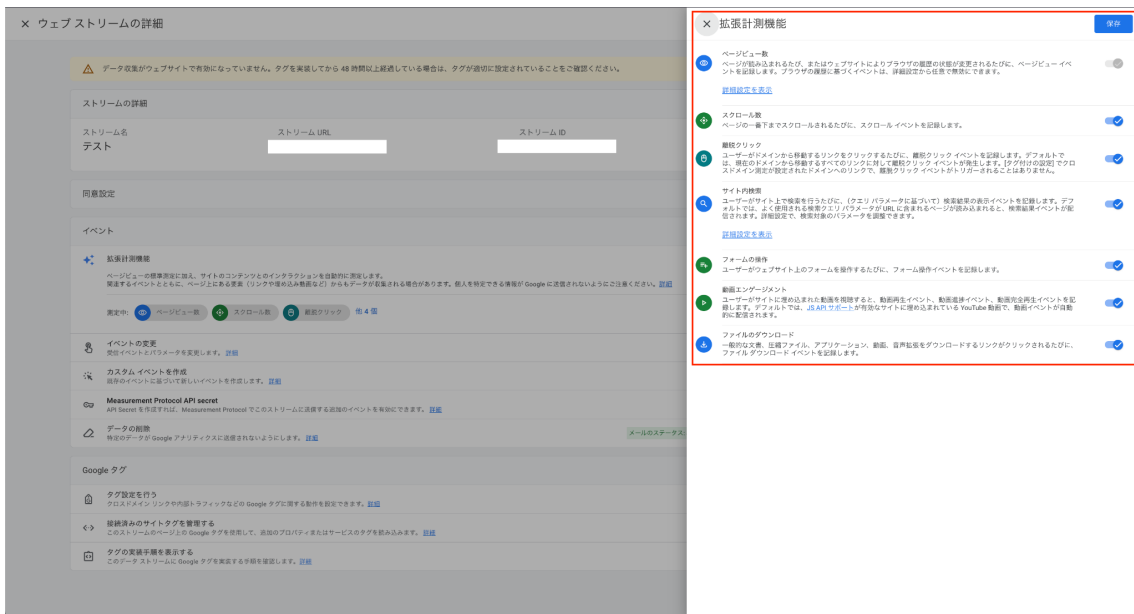 ウェブ ストリームの詳細
データ収集がウェブサイトで有効になっていません。タグを実装してから 48 時間以上経過している場合は、タグが適切に設定されていることをご確認ください。
ストリームの詳細
ストリーム名
テスト
ストリーム URL
ストリーム ID
同意設定
イベント
拡張計測機能
ページビューの標準測定に加え、サイトのコンテンツとのインタラクションを自動的に測定します。
関連するイベントとともに、ページ上にある要素（リンクや埋め込み動画など）からもデータが収集される場合があります。個人を特定できる情報が Google に送信されないようにご注意ください。詳細
測定中: ページビュー数 スクロール数 離脱クリック 他 4 個
イベントの変更
受信イベントとパラメータを変更します。 詳細
カスタム イベントを作成
既存のイベントに基づいて新しいイベントを作成します。 詳細
Measurement Protocol API secret
API Secret を作成すれば、Measurement Protocol でこのストリームに送信する追加のイベントを有効にできます。 詳細
データの削除
特定のデータが Google アナリティクスに送信されないようにします。 詳細
メールのステータス:
Google タグ
タグ設定を行う
クロスドメイン リンクや内部トラフィックなどの Google タグに関する動作を設定できます。詳細
接続済みのサイトタグを管理する
このストリームのページ上の Google タグを使用して、追加のプロパティまたはサービスのタグを読み込みます。 詳細
タグの実装手順を表示する
このデータ ストリームに Google タグを実装する手順を確認します。詳細
拡張計測機能
保存
ページビュー数
ページが読み込まれるたび、またはウェブサイトによりブラウザの履歴の状態が変更されるたびに、ページビュー イベ
ントを記録します。ブラウザの履歴に基づくイベントは、詳細設定から任意で無効にできます。
詳細設定を表示
スクロール数
ページの一番下までスクロールされるたびに、スクロール イベントを記録します。
離脱クリック
ユーザーがドメインから移動するリンクをクリックするたびに、離脱クリック イベントを記録します。デフォルトで
は、現在のドメインから移動するすべてのリンクに対して離脱クリック イベントが発生します。[タグ付けの設定] でクロ
スドメイン測定が設定されたドメインへのリンクで、離脱クリック イベントがトリガーされることはありません。
サイト内検索
ユーザーがサイト上で検索を行うたびに、（クエリ パラメータに基づいて）検索結果の表示イベントを記録します。デフ
ォルトでは、よく使用される検索クエリ パラメータが URL に含まれるページが読み込まれると、検索結果イベントが配
信されます。詳細設定で、検索対象のパラメータを調整できます。
詳細設定を表示
フォームの操作
ユーザーがウェブサイト上のフォームを操作するたびに、フォーム操作イベントを記録します。
動画エンゲージメント
ユーザーがサイトに埋め込まれた動画を視聴すると、動画再生イベント、動画進捗イベント、動画完全再生イベントを記
録します。デフォルトでは、JS API サポートが有効なサイトに埋め込まれている YouTube 動画で、動画イベントが自動
的に配信されます。
ファイルのダウンロード
一般的な文書、圧縮ファイル、アプリケーション、動画、音声拡張をダウンロードするリンクがクリックされるたびに、
ファイル ダウンロード イベントを記録します。